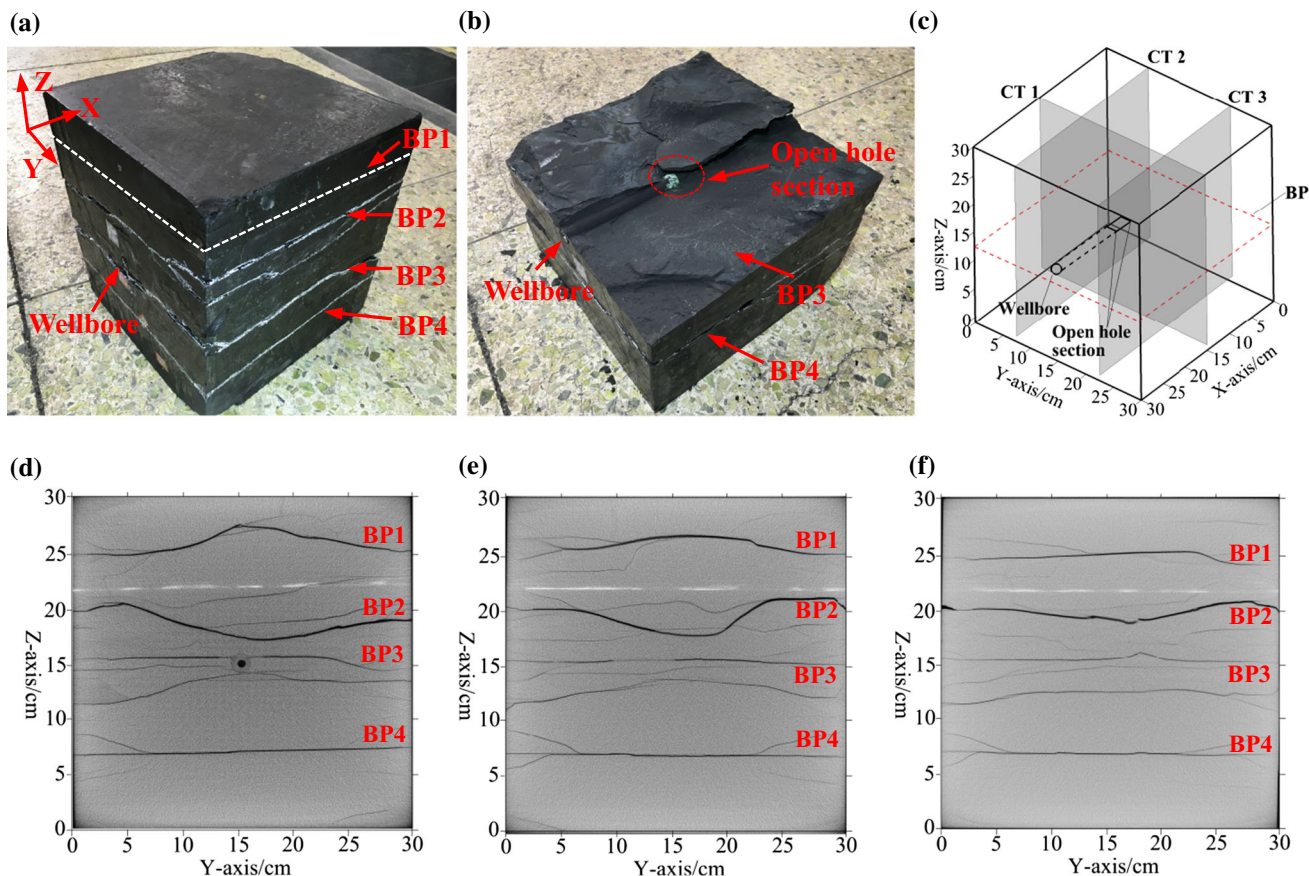 (a)
Z
X
Y
BP1
BP2
BP3
BP4
Wellbore
(b)
Open hole
section
Wellbore
BP3
BP4
(c)
CT 1
CT 2
CT 3
BP
30
25
20
15
10
5
0
Z-axis/cm
Wellbore
Open hole
section
0
5
10
15
20
25
30
Y-axis/cm
0
5
10
15
20
25
30
X-axis/cm
(d)
30
25
20
15
10
5
0
Z-axis/cm
BP1
BP2
BP3
BP4
0 5 10 15 20 25 30
Y-axis/cm
(e)
30
25
20
15
10
5
0
Z-axis/cm
BP1
BP2
BP3
BP4
0 5 10 15 20 25 30
Y-axis/cm
(f)
30
25
20
15
10
5
0
Z-axis/cm
BP1
BP2
BP3
BP4
0 5 10 15 20 25 30
Y-axis/cm